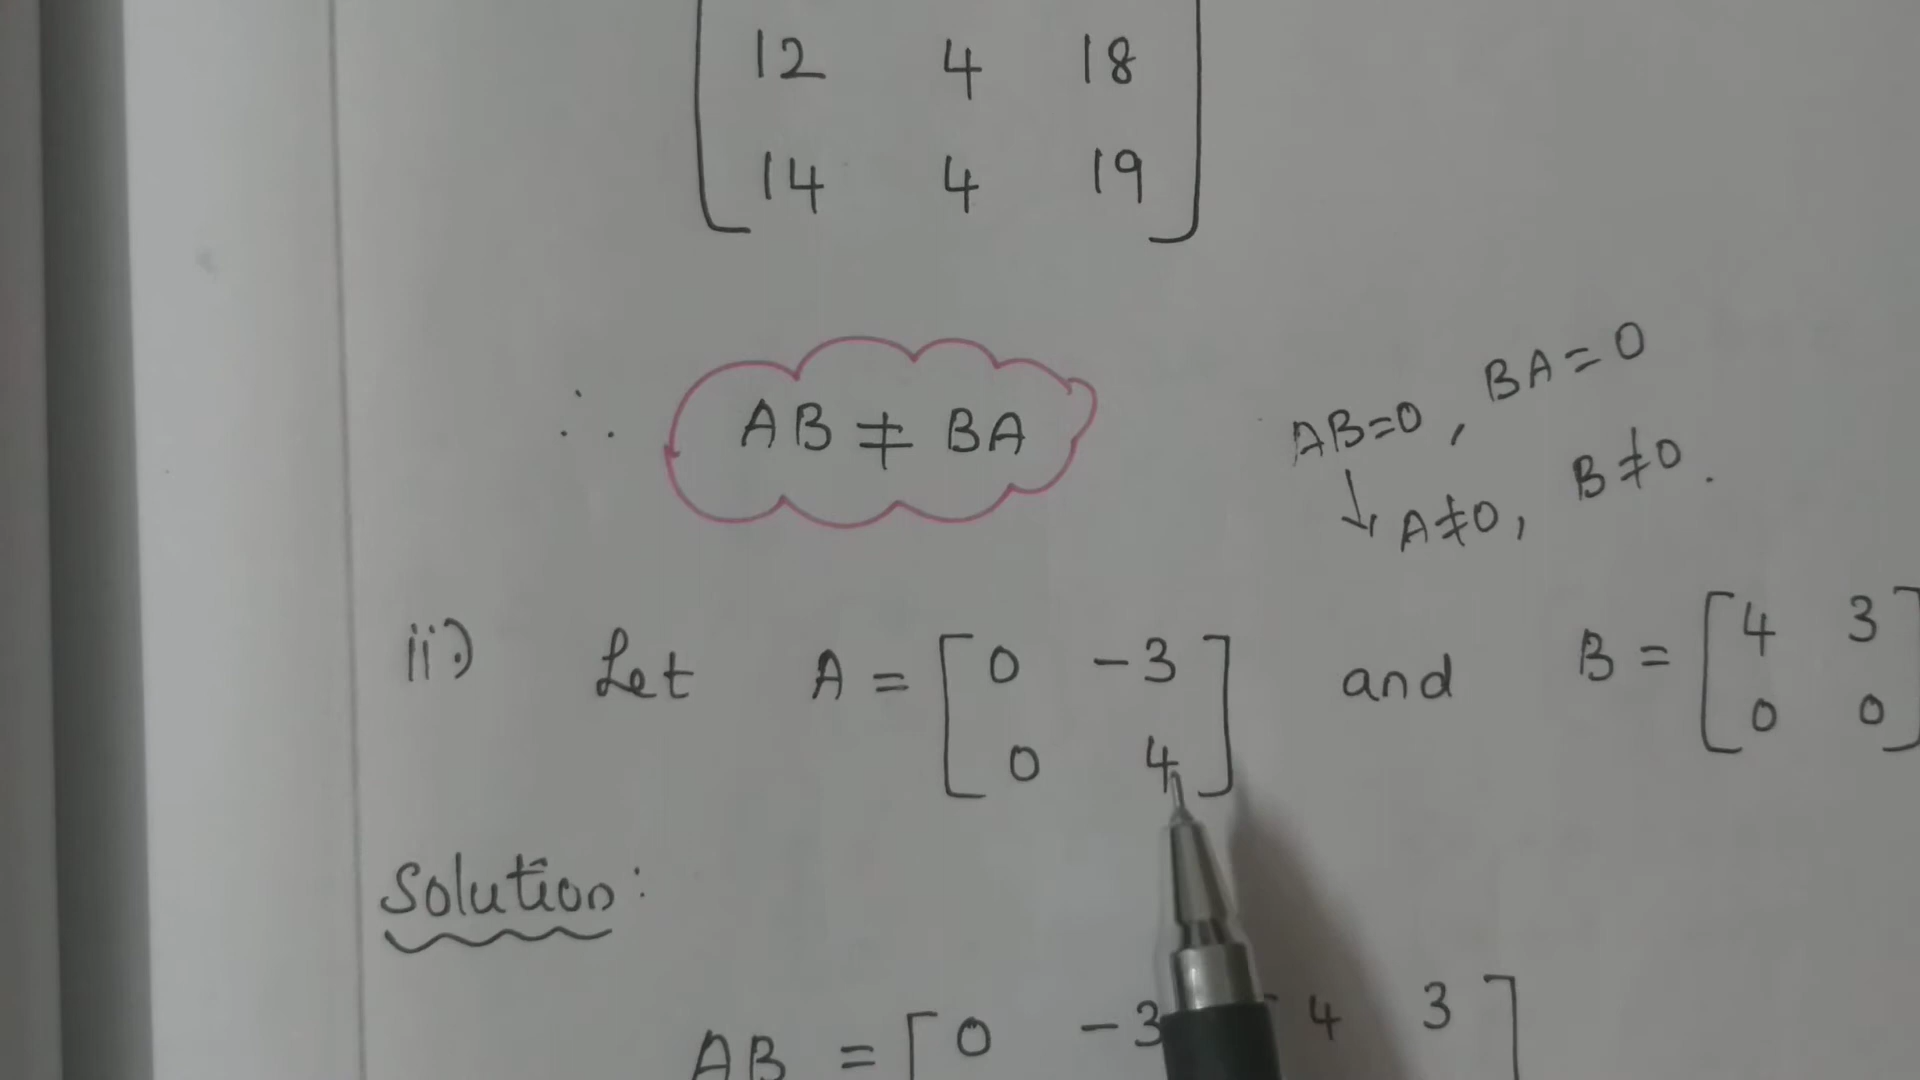 12 4 18
14 4 19
∴ AB ≠ BA
AB=0, BA=0
↓ A≠0, B≠0.
ii) Let A = [0 -3
0 4] and B = [4 3
0 0]
Solution:
AB = [0 -3 4 3]